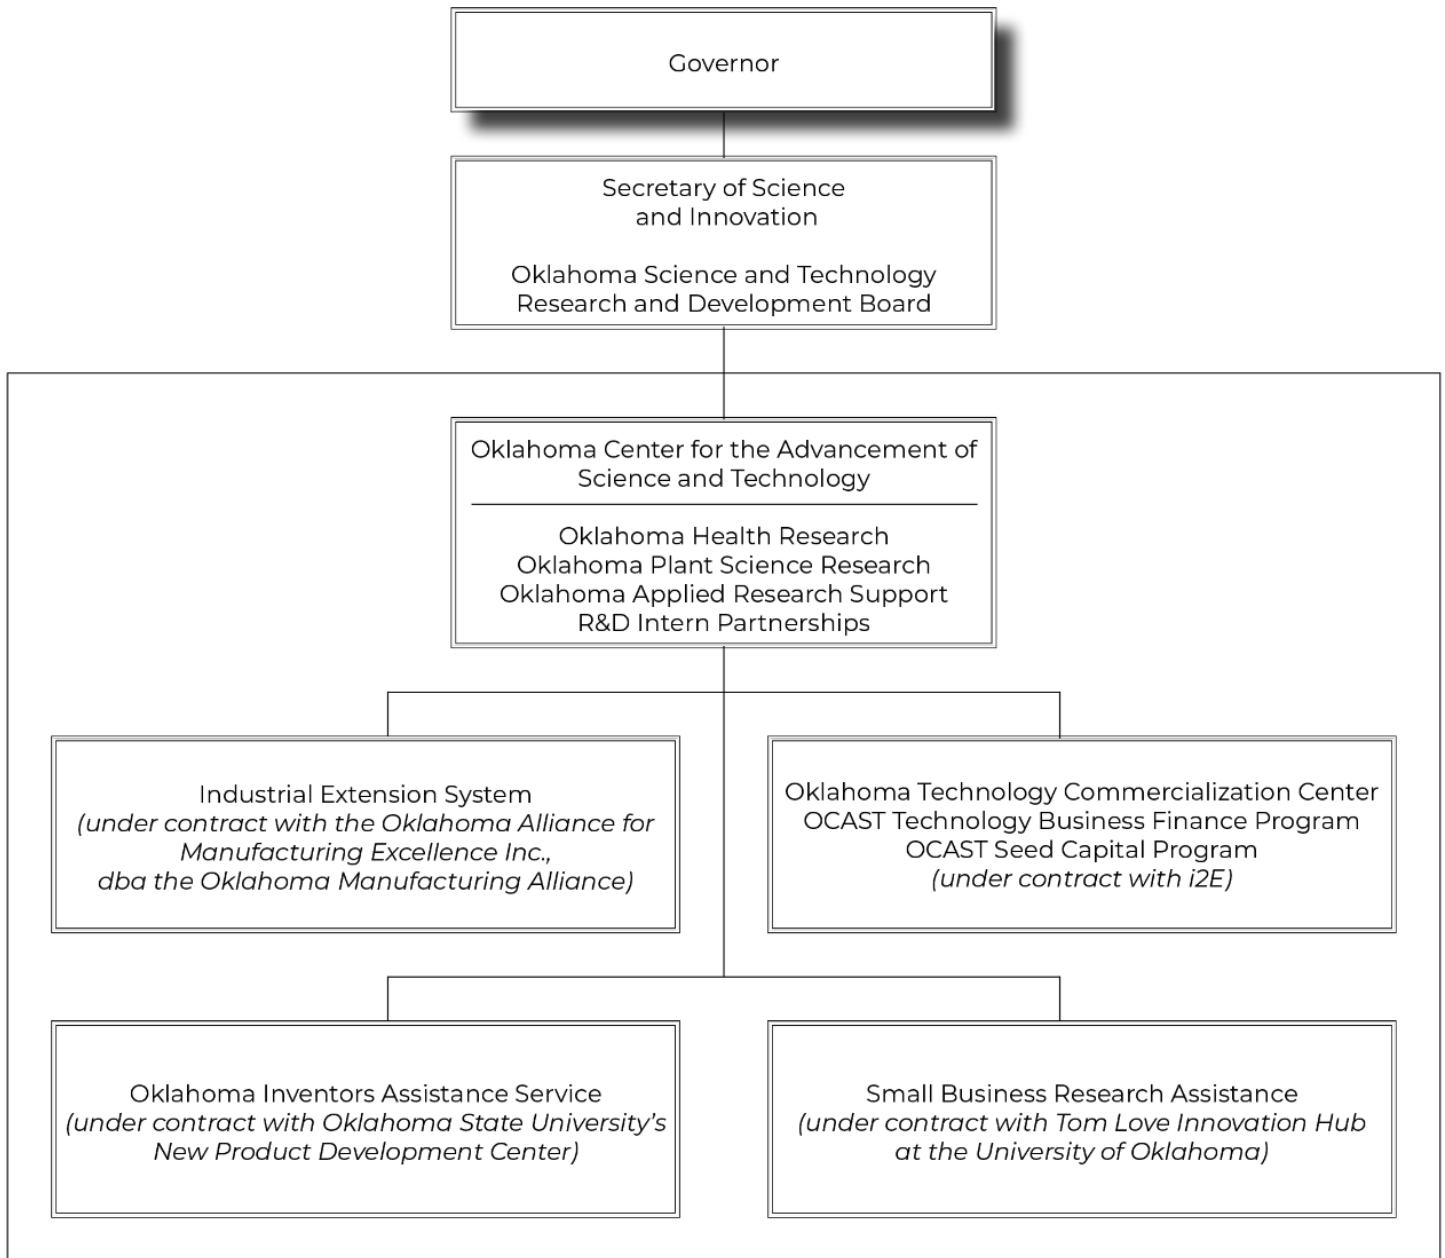 Governor
Secretary of Science
and Innovation
Oklahoma Science and Technology
Research and Development Board
Oklahoma Center for the Advancement of
Science and Technology
Oklahoma Health Research
Oklahoma Plant Science Research
Oklahoma Applied Research Support
R&D Intern Partnerships
Industrial Extension System
(under contract with the Oklahoma Alliance for
Manufacturing Excellence Inc.,
dba the Oklahoma Manufacturing Alliance)
Oklahoma Technology Commercialization Center
OCAST Technology Business Finance Program
OCAST Seed Capital Program
(under contract with i2E)
Oklahoma Inventors Assistance Service
(under contract with Oklahoma State University’s
New Product Development Center)
Small Business Research Assistance
(under contract with Tom Love Innovation Hub
at the University of Oklahoma)